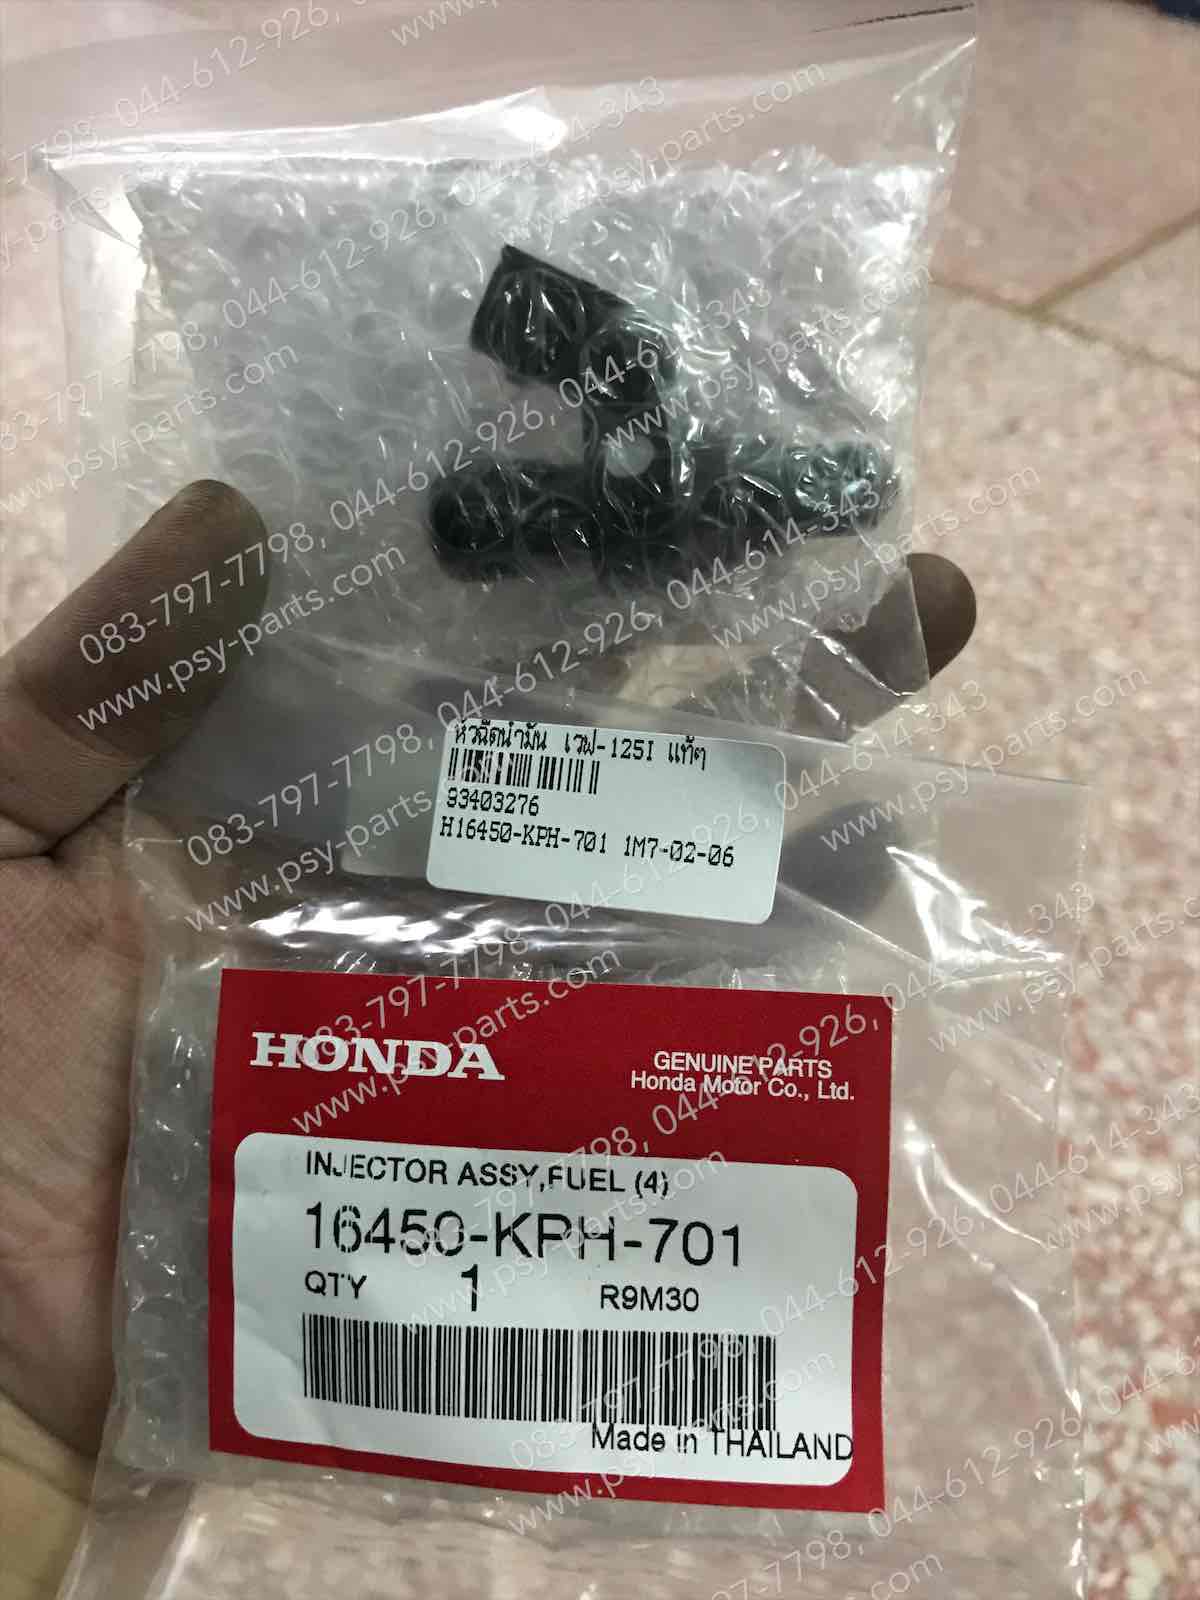 หัวฉีดน้ำมัน เวฟ-125I แท้ๆ
93403276
H16450-KPH-701 1M7-02-06
HONDA
GENUINE PARTS
Honda Motor Co., Ltd.
INJECTOR ASSY,FUEL (4)
16450-KPH-701
QTY 1 R9M30
Made in THAILAND
083-797-7798, 044-612-926, 044-614-343
www.psy-parts.com